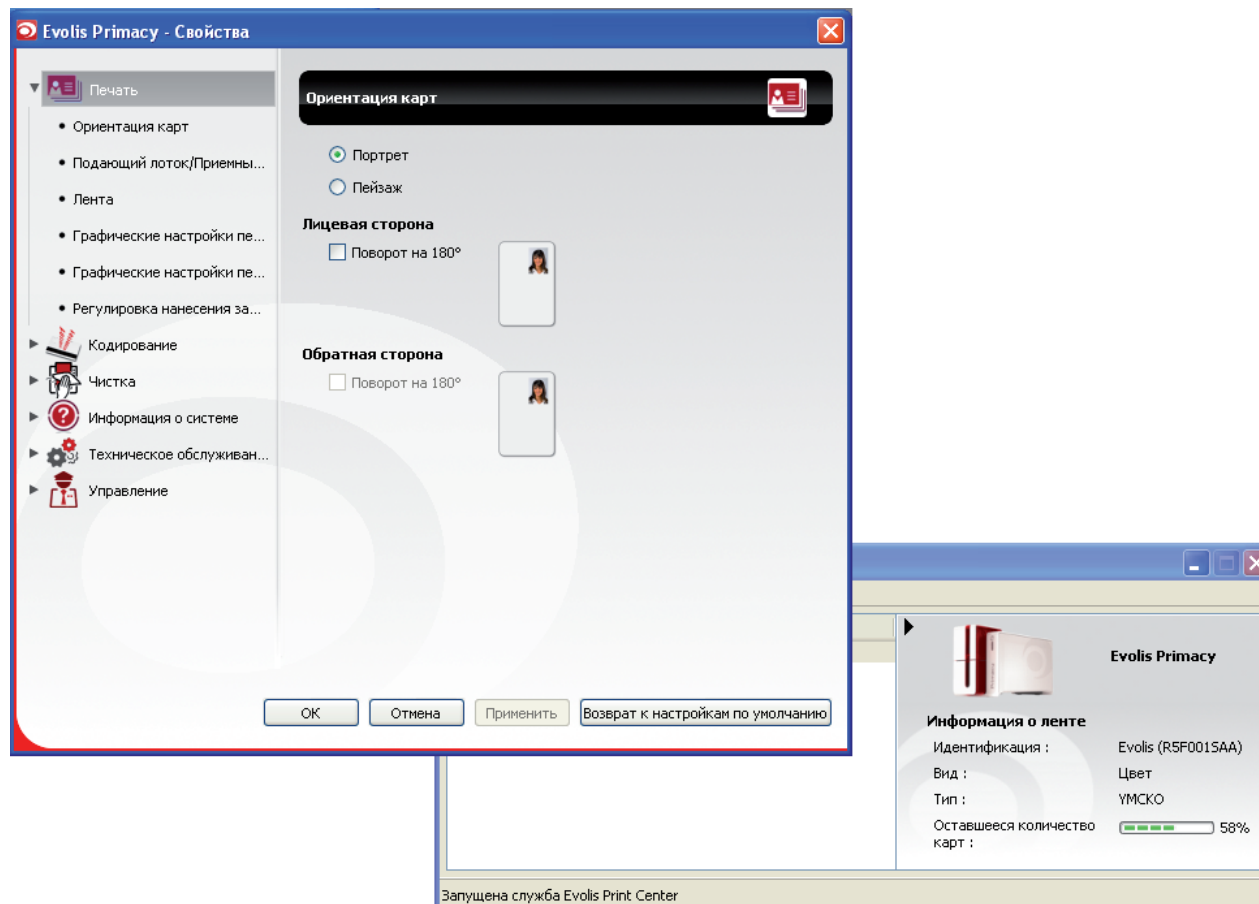 Evolis Primacy - Свойства
Печать
• Ориентация карт
• Подающий лоток/Приемны...
• Лента
• Графические настройки пе...
• Графические настройки пе...
• Регулировка нанесения за...
Кодирование
Чистка
Информация о системе
Техническое обслуживан...
Управление
Ориентация карт
Портрет
Пейзаж
Лицевая сторона
Поворот на 180°
Обратная сторона
Поворот на 180°
ОК
Отмена
Применить
Возврат к настройкам по умолчанию
Evolis Primacy
Информация о ленте
Идентификация : Evolis (R5F001SAA)
Вид : Цвет
Тип : YMCKO
Оставшееся количество карт : 58%
Запущена служба Evolis Print Center